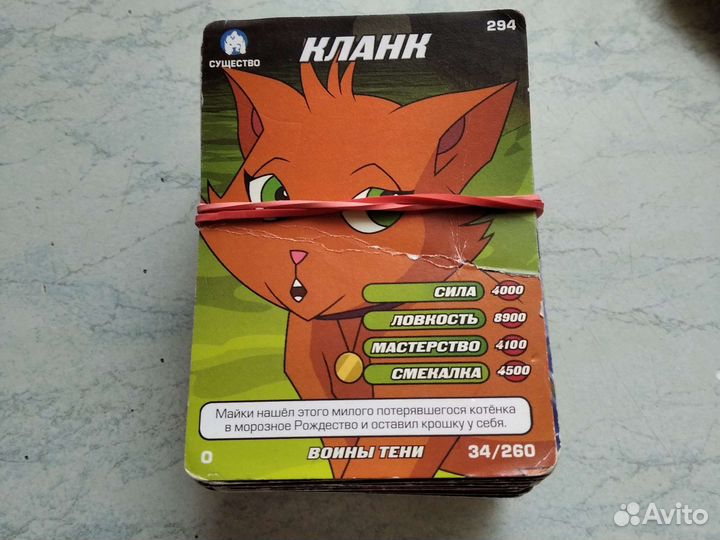 294
КЛАНК
СУЩЕСТВО
СИЛА 4000
ЛОВКОСТЬ 8900
МАСТЕРСТВО 4100
СМЕКАЛКА 4500
Майки нашёл этого милого потерявшегося котёнка
в морозное Рождество и оставил крошку у себя.
0 ВОИНЫ ТЕНИ 34/260
Avito